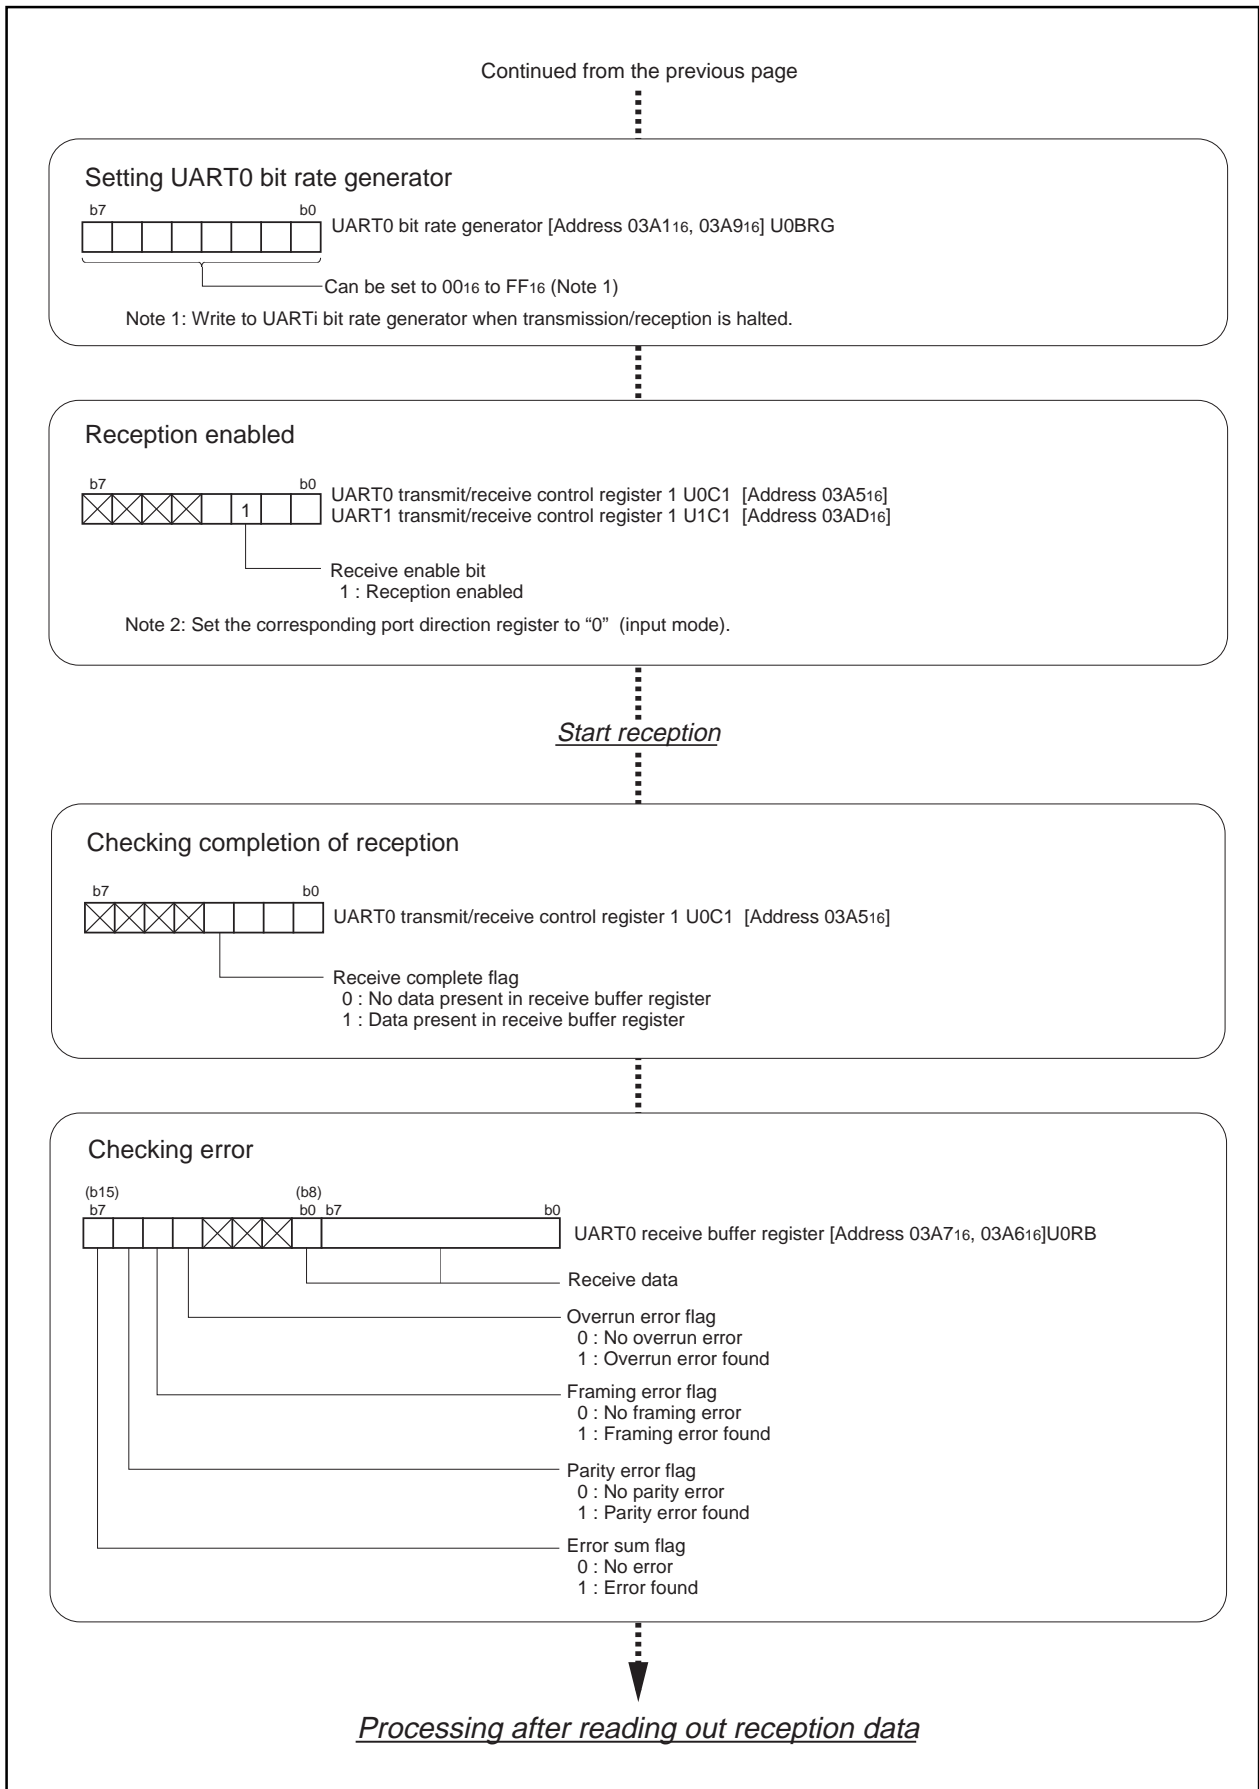 Continued from the previous page
Setting UART0 bit rate generator
b7 b0
UART0 bit rate generator [Address 03A116, 03A916] U0BRG
Can be set to 0016 to FF16 (Note 1)
Note 1: Write to UARTi bit rate generator when transmission/reception is halted.
Reception enabled
b7 b0
UART0 transmit/receive control register 1 U0C1 [Address 03A516]
1
UART1 transmit/receive control register 1 U1C1 [Address 03AD16]
Receive enable bit
1 : Reception enabled
Note 2: Set the corresponding port direction register to “0” (input mode).
Start reception
Checking completion of reception
b7 b0
UART0 transmit/receive control register 1 U0C1 [Address 03A516]
Receive complete flag
0 : No data present in receive buffer register
1 : Data present in receive buffer register
Checking error
(b15) (b8)
b7 b0 b7 b0
UART0 receive buffer register [Address 03A716, 03A616]U0RB
Receive data
Overrun error flag
0 : No overrun error
1 : Overrun error found
Framing error flag
0 : No framing error
1 : Framing error found
Parity error flag
0 : No parity error
1 : Parity error found
Error sum flag
0 : No error
1 : Error found
Processing after reading out reception data